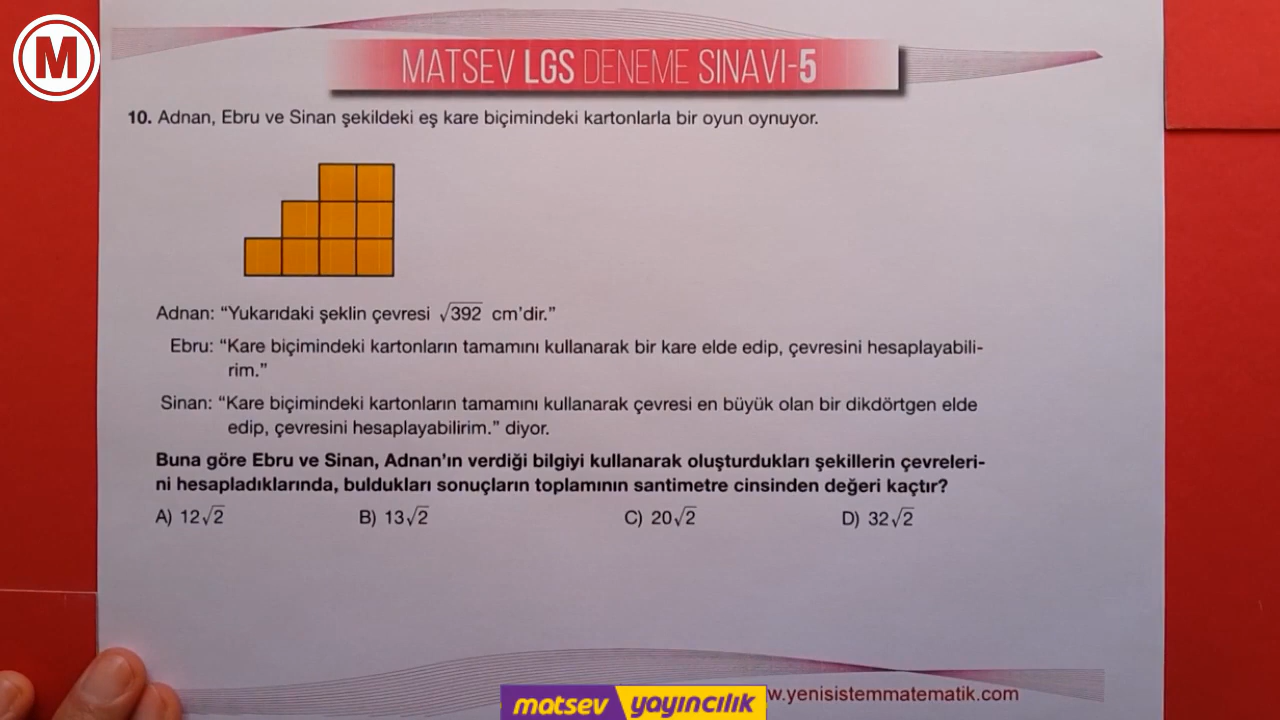 M
MATSEV LGS DENEME SINAVI-5
10. Adnan, Ebru ve Sinan şekildeki eş kare biçimindeki kartonlarla bir oyun oynuyor.
Adnan: “Yukarıdaki şeklin çevresi √392 cm’dir.”
Ebru: “Kare biçimindeki kartonların tamamını kullanarak bir kare elde edip, çevresini hesaplayabili-
rim.”
Sinan: “Kare biçimindeki kartonların tamamını kullanarak çevresi en büyük olan bir dikdörtgen elde
edip, çevresini hesaplayabilirim.” diyor.
Buna göre Ebru ve Sinan, Adnan’ın verdiği bilgiyi kullanarak oluşturdukları şekillerin çevreleri-
ni hesapladıklarında, buldukları sonuçların toplamının santimetre cinsinden değeri kaçtır?
A) 12√2 B) 13√2 C) 20√2 D) 32√2
w.yenisistemmatematik.com
matsev yayıncılık